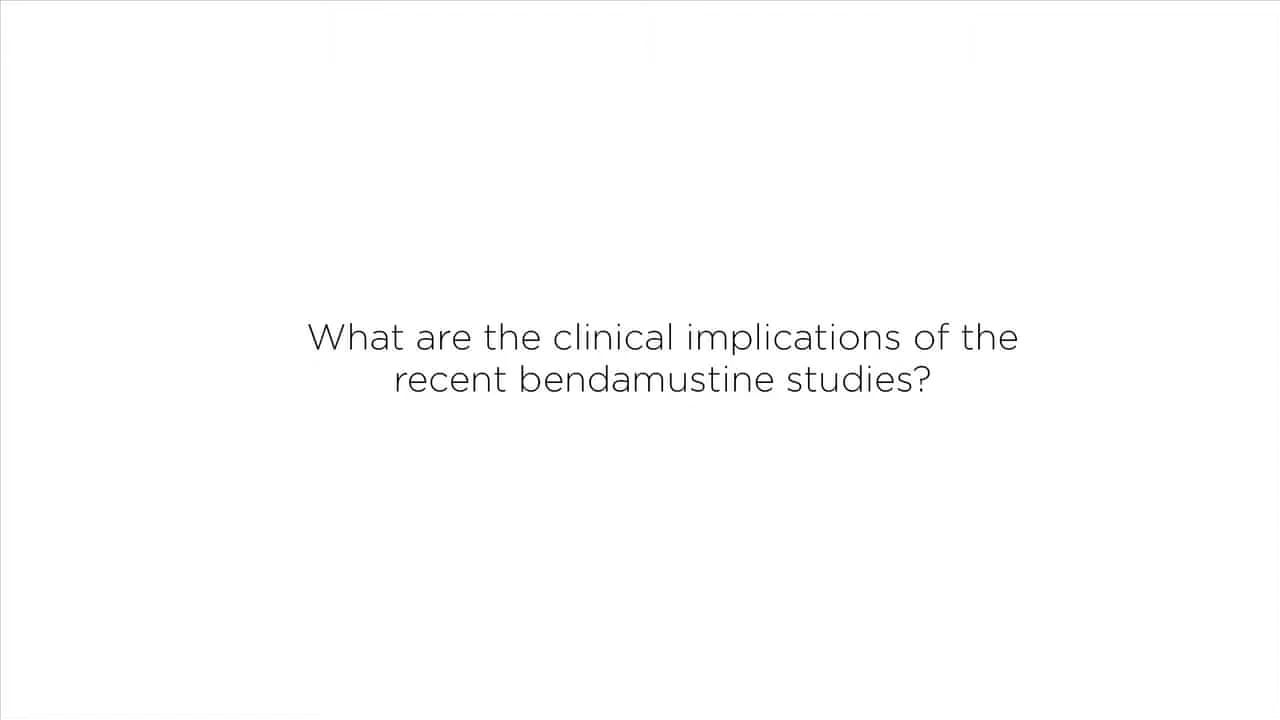 What are the clinical implications of the
recent bendamustine studies?